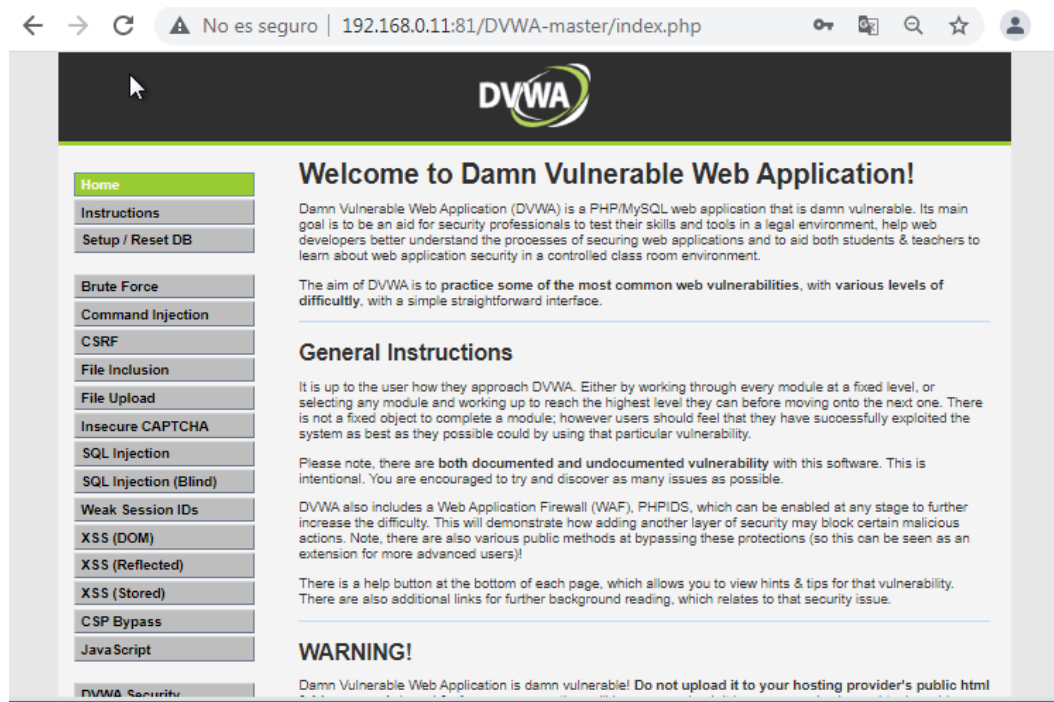 No es seguro | 192.168.0.11:81/DVWA-master/index.php
DVWA
Home
Instructions
Setup / Reset DB
Brute Force
Command Injection
CSRF
File Inclusion
File Upload
Insecure CAPTCHA
SQL Injection
SQL Injection (Blind)
Weak Session IDs
XSS (DOM)
XSS (Reflected)
XSS (Stored)
CSP Bypass
JavaScript
DVWA Security
Welcome to Damn Vulnerable Web Application!
Damn Vulnerable Web Application (DVWA) is a PHP/MySQL web application that is damn vulnerable. Its main
goal is to be an aid for security professionals to test their skills and tools in a legal environment, help web
developers better understand the processes of securing web applications and to aid both students & teachers to
learn about web application security in a controlled class room environment.
The aim of DVWA is to practice some of the most common web vulnerabilities, with various levels of
difficultly, with a simple straightforward interface.
General Instructions
It is up to the user how they approach DVWA. Either by working through every module at a fixed level, or
selecting any module and working up to reach the highest level they can before moving onto the next one. There
is not a fixed object to complete a module; however users should feel that they have successfully exploited the
system as best as they possible could by using that particular vulnerability.
Please note, there are both documented and undocumented vulnerability with this software. This is
intentional. You are encouraged to try and discover as many issues as possible.
DVWA also includes a Web Application Firewall (WAF), PHPIDS, which can be enabled at any stage to further
increase the difficulty. This will demonstrate how adding another layer of security may block certain malicious
actions. Note, there are also various public methods at bypassing these protections (so this can be seen as an
extension for more advanced users)!
There is a help button at the bottom of each page, which allows you to view hints & tips for that vulnerability.
There are also additional links for further background reading, which relates to that security issue.
WARNING!
Damn Vulnerable Web Application is damn vulnerable! Do not upload it to your hosting provider's public html